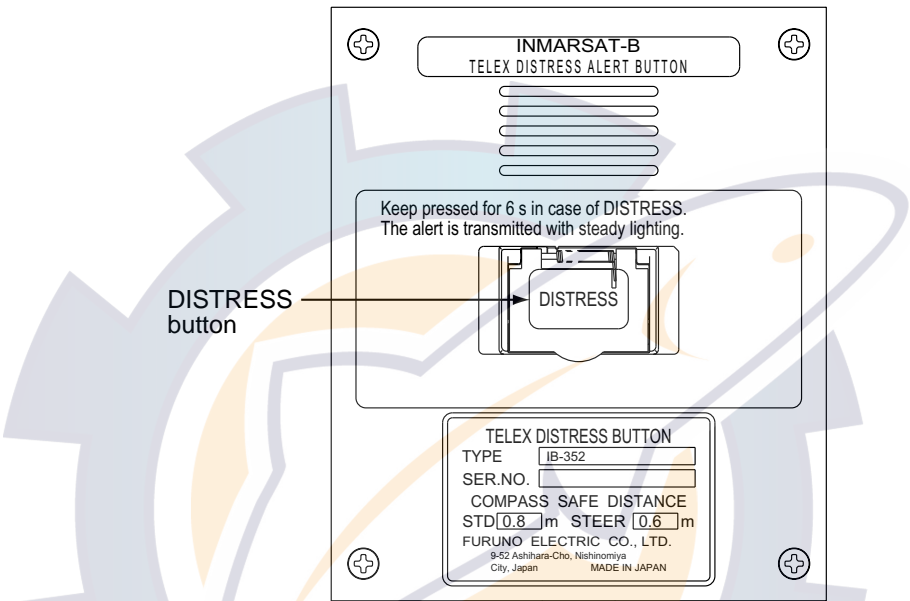 INMARSAT-B
TELEX DISTRESS ALERT BUTTON
Keep pressed for 6 s in case of DISTRESS.
The alert is transmitted with steady lighting.
DISTRESS
DISTRESS
button
TELEX DISTRESS BUTTON
TYPE IB-352
SER.NO.
COMPASS SAFE DISTANCE
STD 0.8 m STEER 0.6 m
FURUNO ELECTRIC CO., LTD.
9-52 Ashihara-Cho, Nishinomiya
City, Japan MADE IN JAPAN